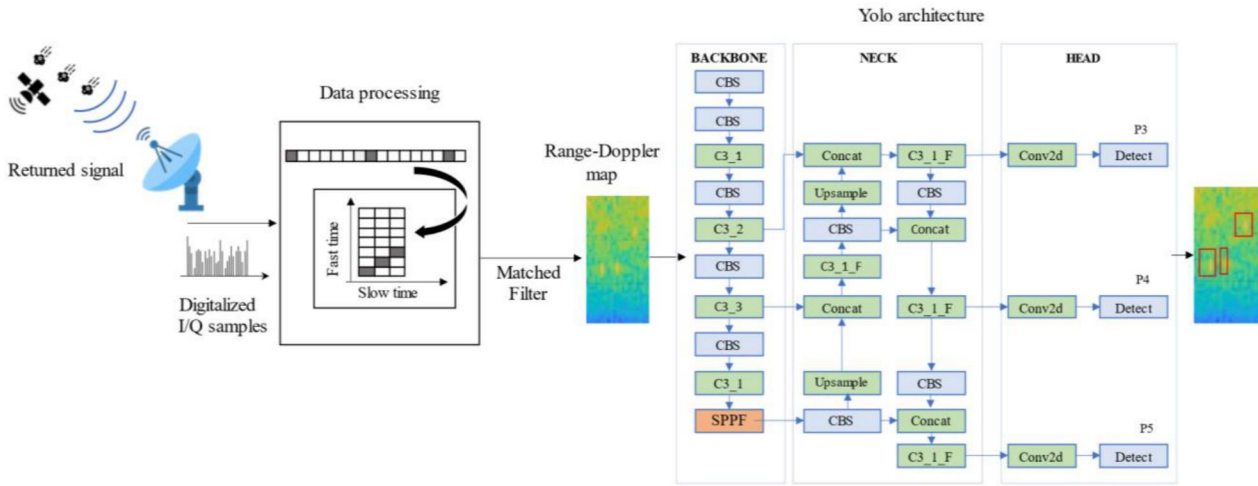 Yolo architecture
Returned signal
Digitalized
I/Q samples
Data processing
Fast time
Slow time
Matched
Filter
Range-Doppler
map
BACKBONE
CBS
CBS
C3_1
CBS
C3_2
CBS
C3_3
CBS
C3_1
SPPF
NECK
Concat
Upsample
CBS
C3_1_F
Concat
Upsample
CBS
C3_1_F
CBS
Concat
C3_1_F
CBS
Concat
C3_1_F
HEAD
P3
Conv2d
Detect
P4
Conv2d
Detect
P5
Conv2d
Detect